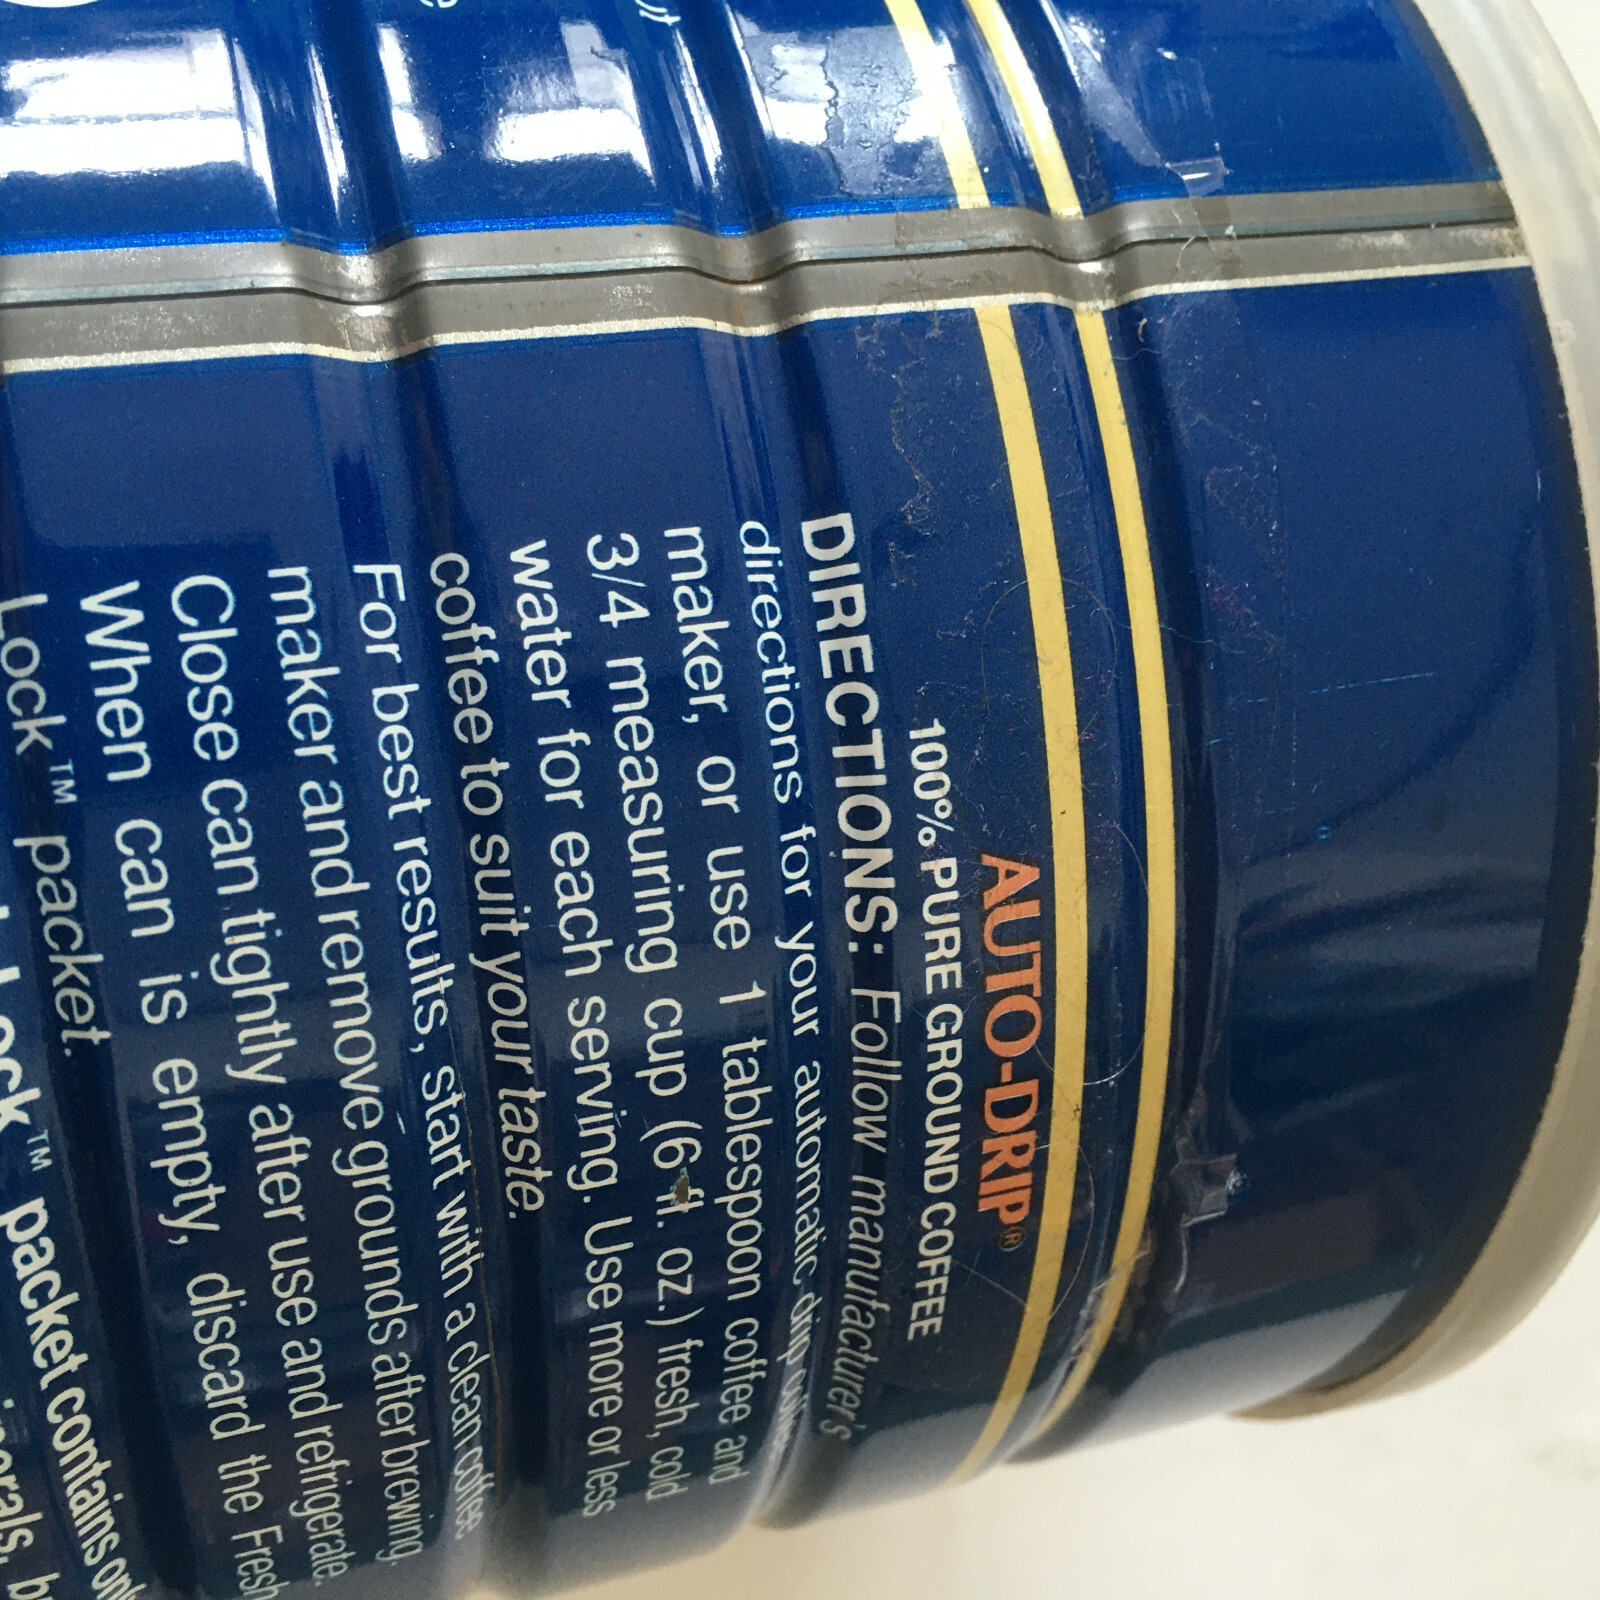 AUTO-DRIP®
100% PURE GROUND COFFEE
DIRECTIONS: Follow manufacturer's
directions for your automatic drip
maker, or use 1 tablespoon coffee and
3/4 measuring cup (6 fl. oz.) fresh, cold
water for each serving. Use more or less
coffee to suit your taste.
For best results, start with a clean coffee
maker and remove grounds after brewing.
Close can tightly after use and refrigerate.
When can is empty, discard the Fresh
Lock™ packet.
Lock™ packet contains only